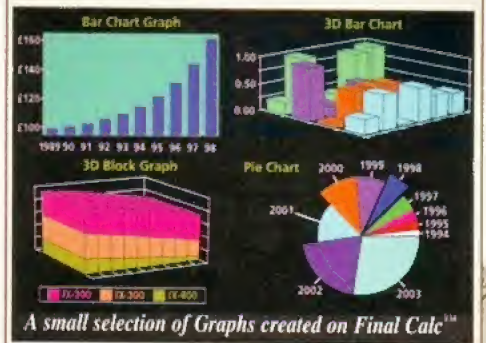 Bar Chart Graph
£160
£140
£120
£100
1989 90 91 92 93 94 95 96 97 98
3D Bar Chart
1.00
0.50
0.00
3D Block Graph
FX-200 FX-300 FX-400
Pie Chart
2000 1999 1998
1997
1996
1995
1994
2001
2002
2003
A small selection of Graphs created on Final Calc™